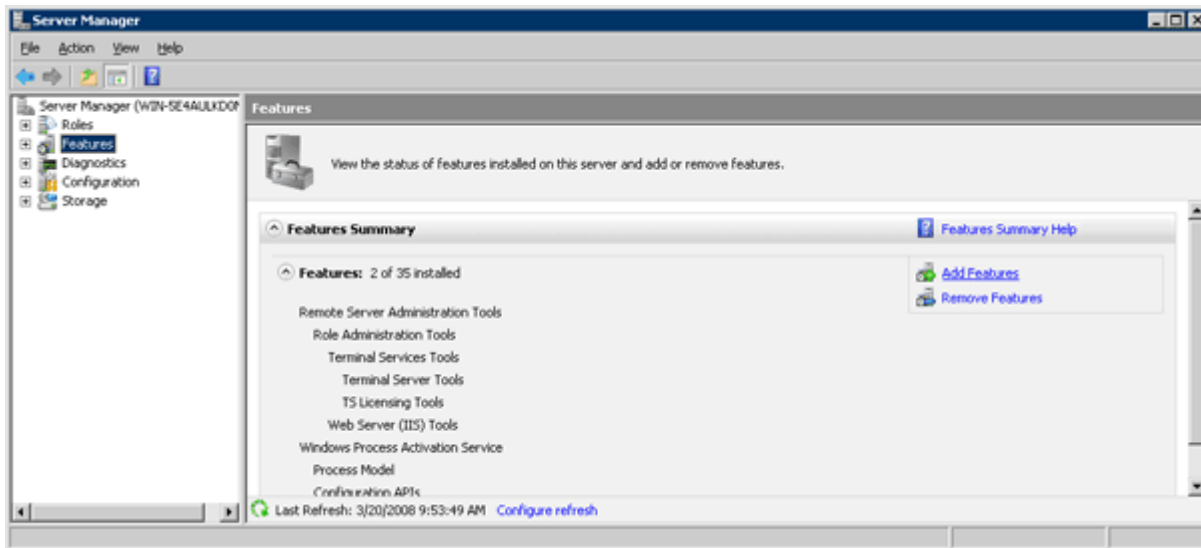 Server Manager
File Action View Help
Server Manager (WIN-5E4AULKDOM
Roles
Features
Diagnostics
Configuration
Storage
Features
View the status of features installed on this server and add or remove features.
Features Summary
Features Summary Help
Features: 2 of 35 installed
Add Features
Remove Features
Remote Server Administration Tools
Role Administration Tools
Terminal Services Tools
Terminal Server Tools
TS Licensing Tools
Web Server (IIS) Tools
Windows Process Activation Service
Process Model
Configuration APIs
Last Refresh: 3/20/2008 9:53:49 AM Configure refresh